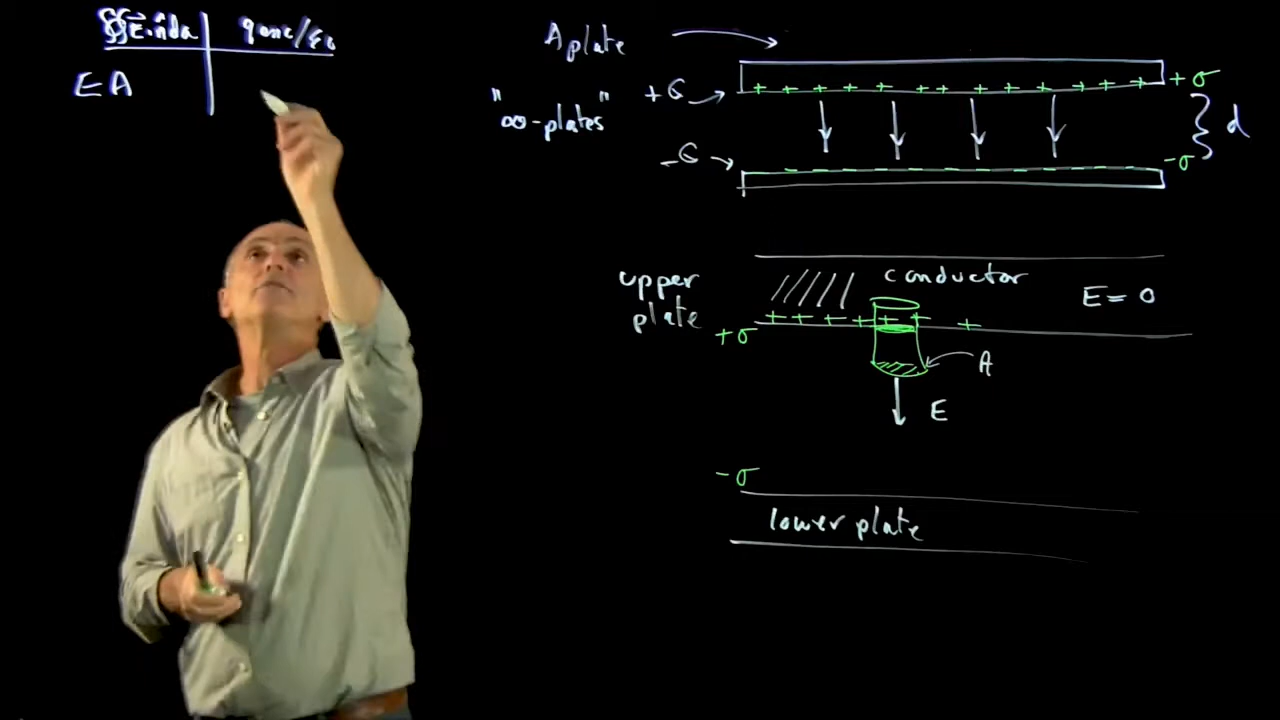 ∯E⃗·n̂da | qenc/ε0
EA
A plate
"∞-plates"
+Q
+σ
d
-Q
-σ
upper plate
conductor
E=0
+σ
A
E
-σ
lower plate